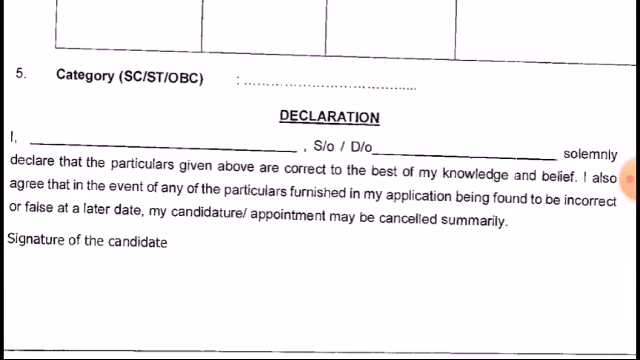 5. Category (SC/ST/OBC) : ..........................................
DECLARATION
I, ______________________________ , S/o / D/o____________________________ solemnly
declare that the particulars given above are correct to the best of my knowledge and belief. I also
agree that in the event of any of the particulars furnished in my application being found to be incorrect
or false at a later date, my candidature/ appointment may be cancelled summarily.
Signature of the candidate